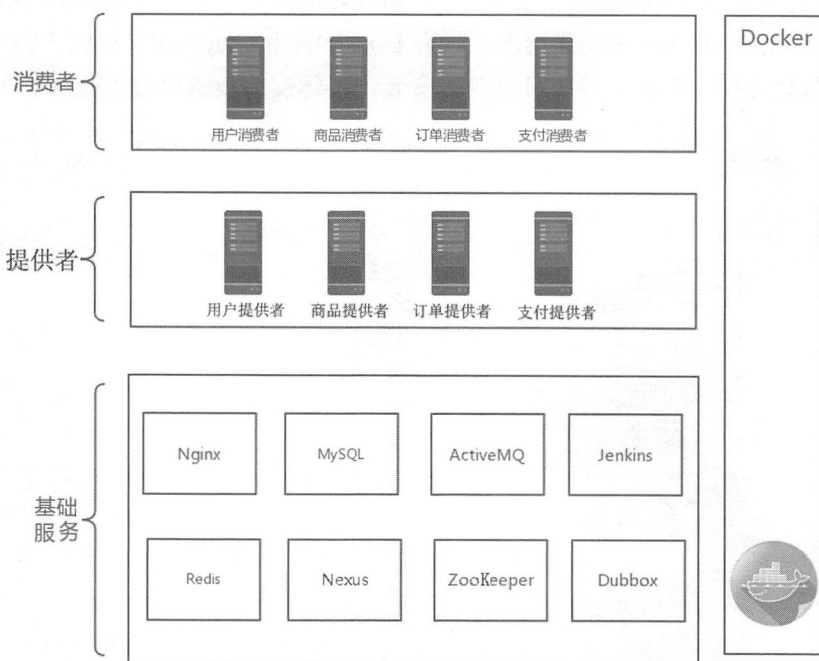 Docker
消费者
用户消费者
商品消费者
订单消费者
支付消费者
提供者
用户提供者
商品提供者
订单提供者
支付提供者
基础
服务
Nginx
MySQL
ActiveMQ
Jenkins
Redis
Nexus
ZooKeeper
Dubbox